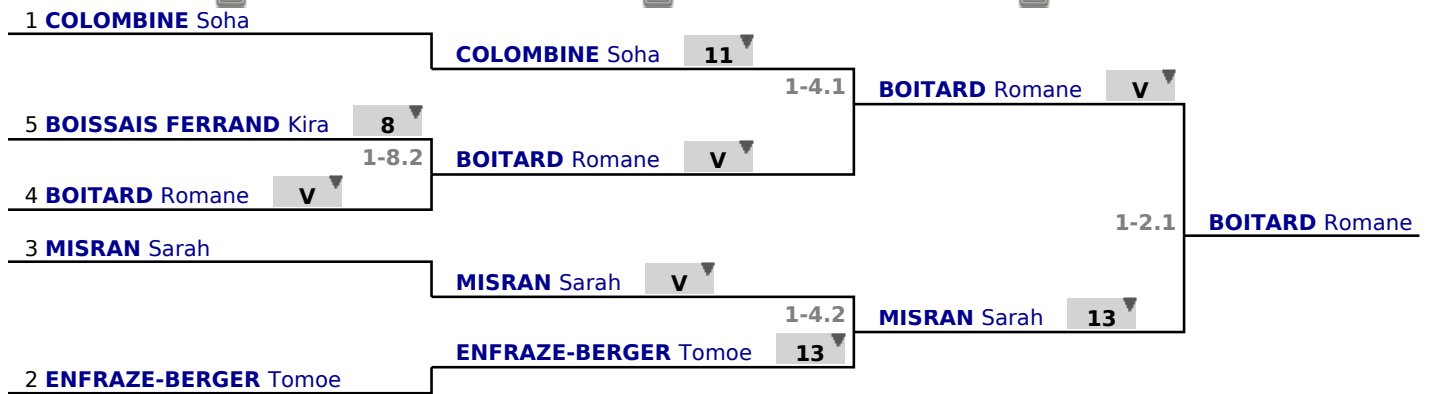 1 COLOMBINE Soha
COLOMBINE Soha 11
1-4.1
BOITARD Romane V
5 BOISSAIS FERRAND Kira 8
1-8.2
BOITARD Romane V
4 BOITARD Romane V
1-2.1
BOITARD Romane
3 MISRAN Sarah
MISRAN Sarah V
1-4.2
MISRAN Sarah 13
ENFRAZE-BERGER Tomoe 13
2 ENFRAZE-BERGER Tomoe